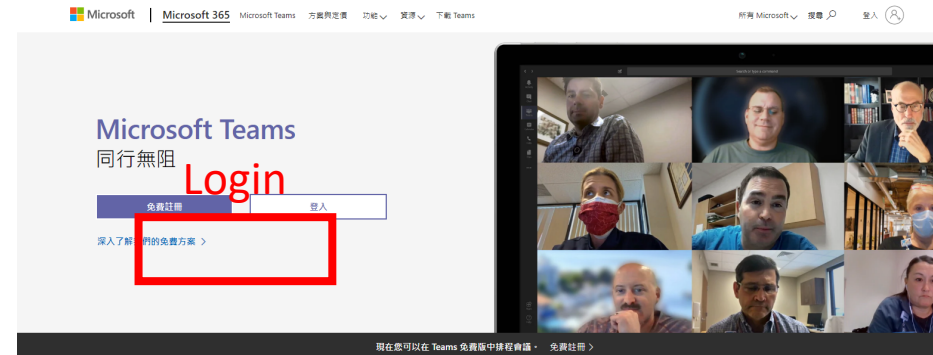 Microsoft | Microsoft 365 Microsoft Teams 方案與定價 功能 資源 下載 Teams 所有 Microsoft 搜尋 登入
Microsoft Teams
同行無阻
Login
免費註冊 登入
深入了解我們的免費方案 >
現在您可以在 Teams 免費版中排程會議。 免費註冊 >